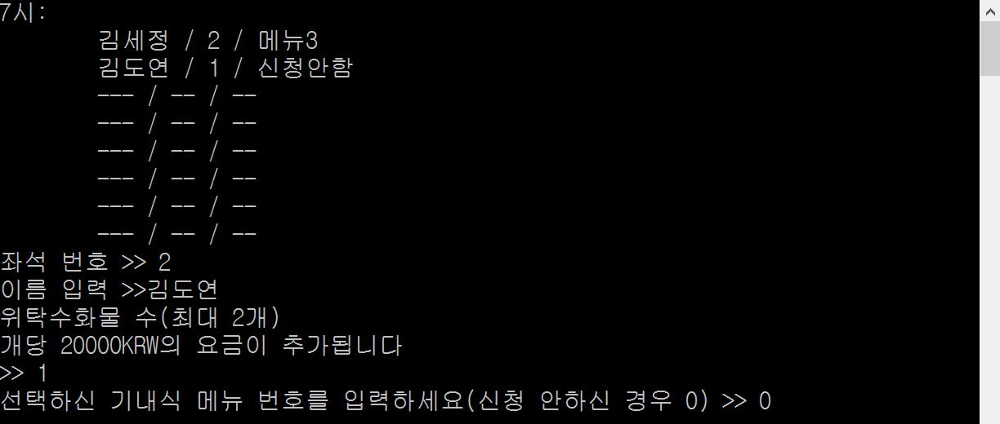 7시:
김세정 / 2 / 메뉴3
김도연 / 1 / 신청안함
--- / -- / --
--- / -- / --
--- / -- / --
--- / -- / --
--- / -- / --
--- / -- / --
좌석 번호 >> 2
이름 입력 >>김도연
위탁수화물 수(최대 2개)
개당 20000KRW의 요금이 추가됩니다
>> 1
선택하신 기내식 메뉴 번호를 입력하세요(신청 안하신 경우 0) >> 0